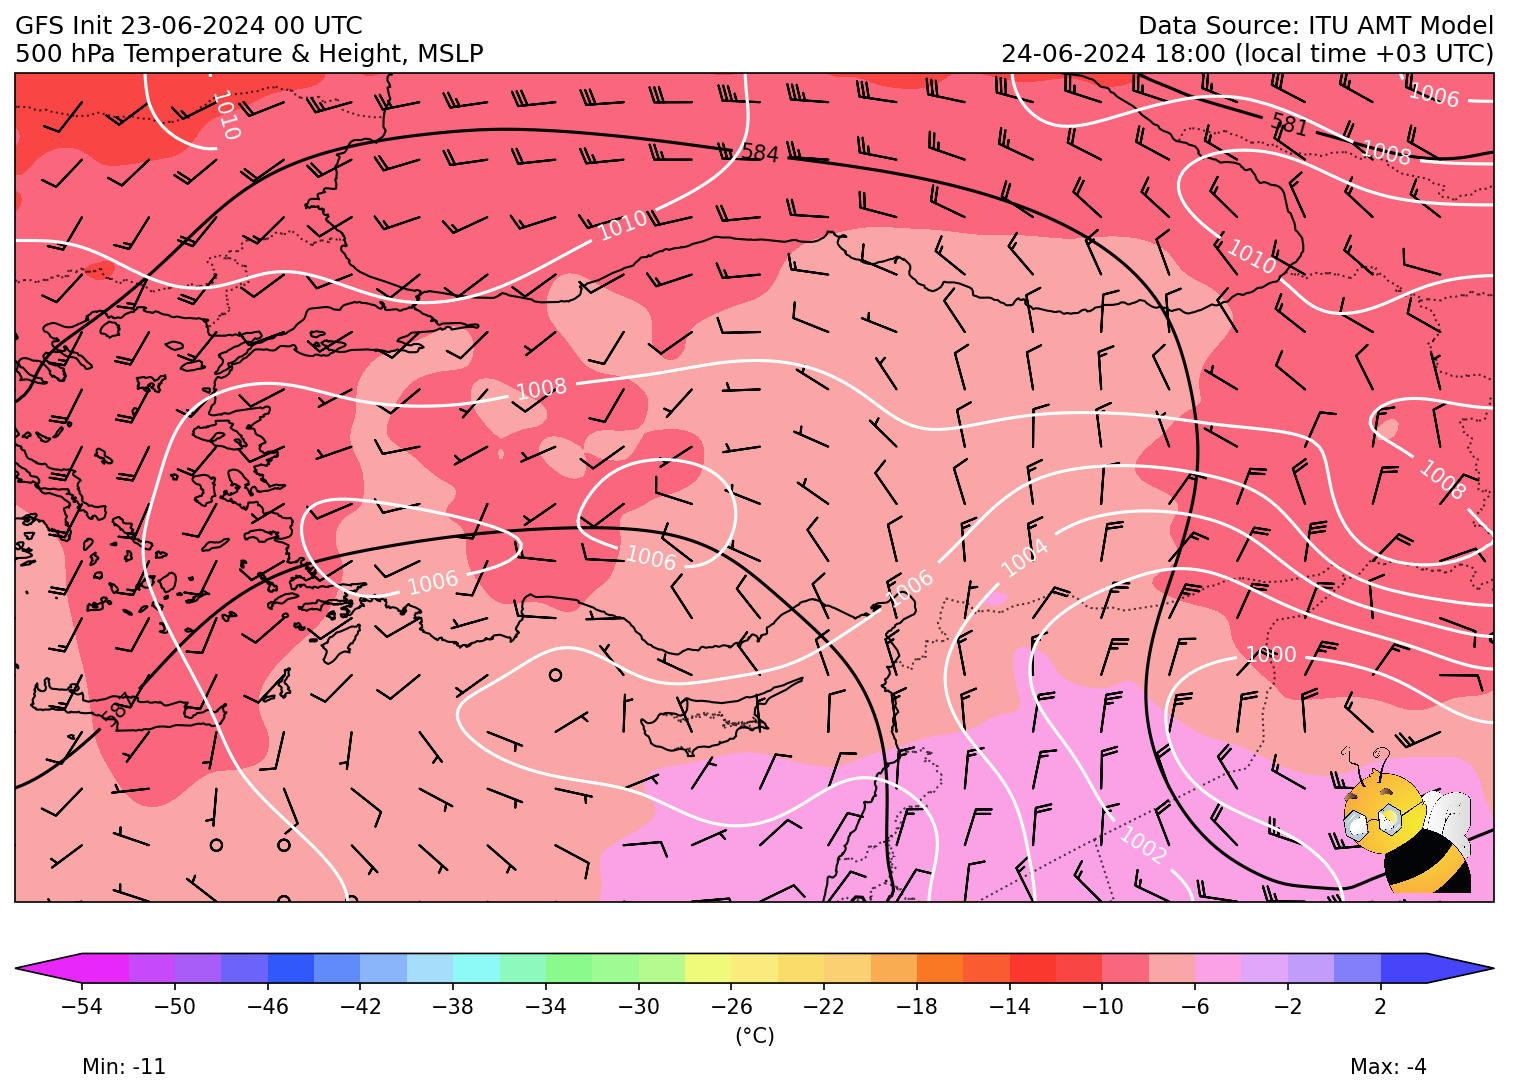 GFS Init 23-06-2024 00 UTC
Data Source: ITU AMT Model
500 hPa Temperature & Height, MSLP
24-06-2024 18:00 (local time +03 UTC)
1010
1006
581
584
1008
1010
1010
1008
1008
1006
1004
1006
1006
1000
587
1002
−54 −50 −46 −42 −38 −34 −30 −26 −22 −18 −14 −10 −6 −2 2
(°C)
Min: -11
Max: -4